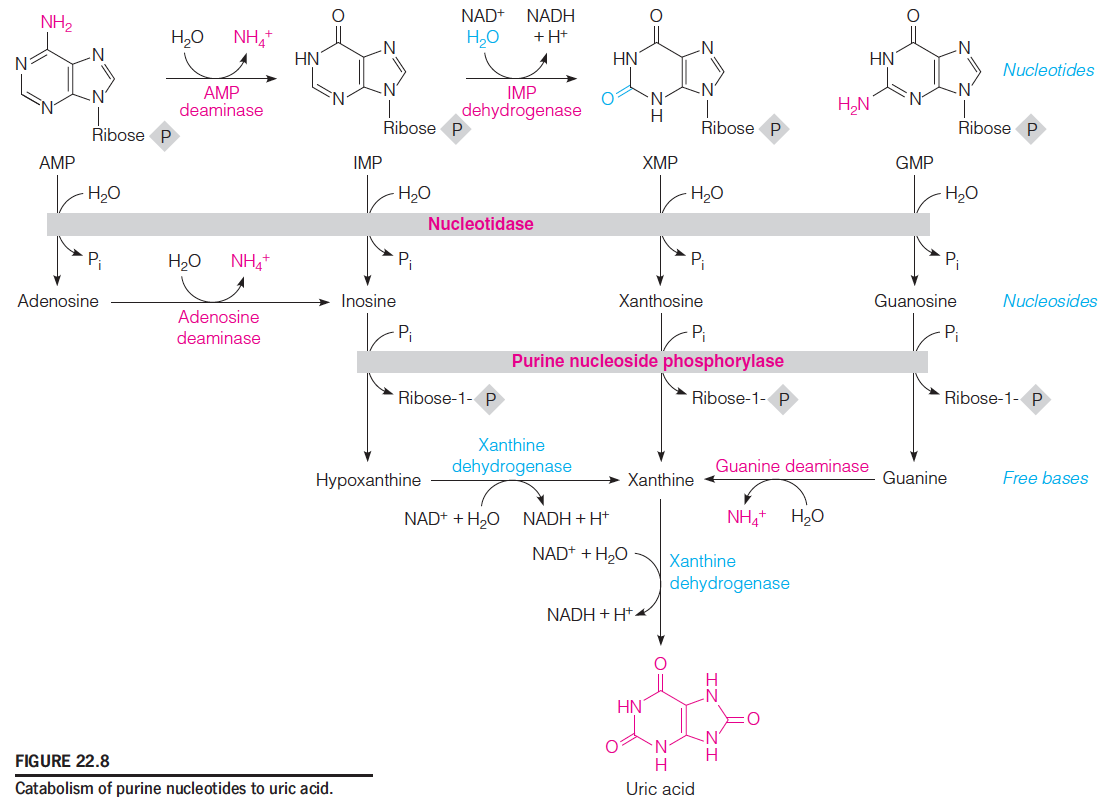 NH₂
N
N
N
N
Ribose P
AMP
H₂O NH₄⁺
AMP
deaminase
O
HN
N
N
N
Ribose P
IMP
NAD⁺ NADH
H₂O + H⁺
IMP
dehydrogenase
O
HN
O
N
H
N
N
Ribose P
XMP
O
HN
H₂N
N
N
N
Ribose P
GMP
Nucleotides
H₂O H₂O H₂O H₂O
Nucleotidase
Pᵢ Pᵢ Pᵢ Pᵢ
H₂O NH₄⁺
Adenosine Inosine Xanthosine Guanosine Nucleosides
Adenosine
deaminase
Pᵢ Pᵢ Pᵢ
Purine nucleoside phosphorylase
Ribose-1- P Ribose-1- P Ribose-1- P
Xanthine
dehydrogenase
Guanine deaminase
Hypoxanthine Xanthine Guanine Free bases
NAD⁺ + H₂O NADH + H⁺ NH₄⁺ H₂O
NAD⁺ + H₂O
Xanthine
dehydrogenase
NADH + H⁺
O
HN
O
N
H
H
N
O
N
H
Uric acid
FIGURE 22.8
Catabolism of purine nucleotides to uric acid.